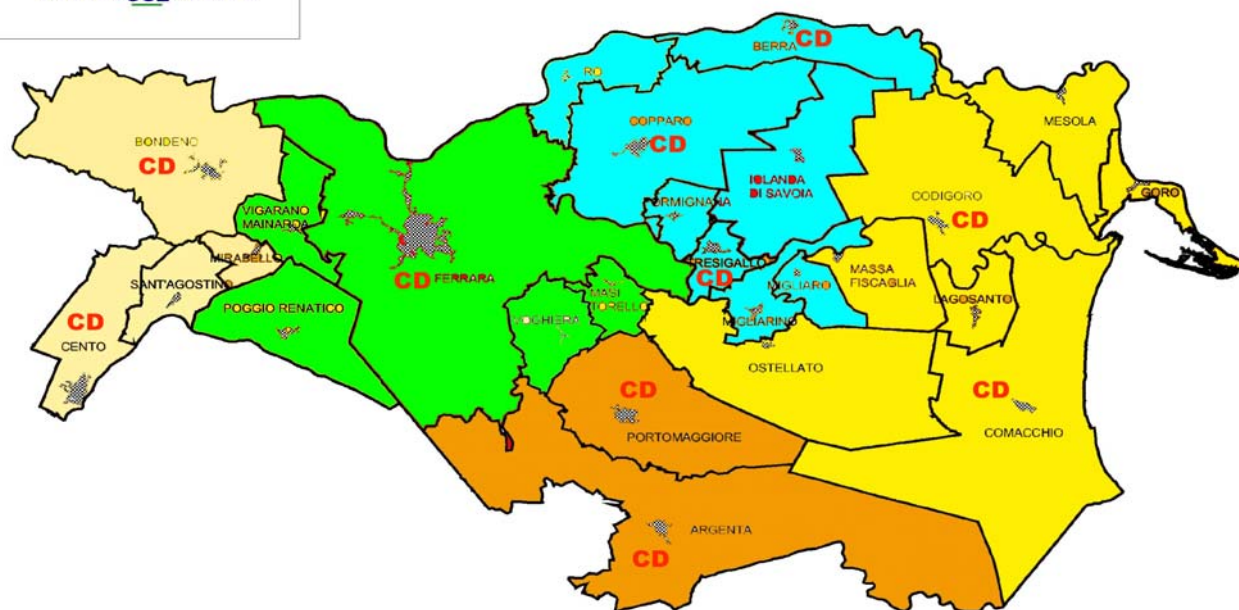 BERRA
CD
RO
COPPARO
CD
MESOLA
BONDENO
CD
IOLANDA
DI SAVOIA
CODIGORO
CD
GORO
FORMIGNANA
VIGARANO
MAINARDA
MIRABELLO
TRESIGALLO
CD
MASSA
FISCAGLIA
MIGLIARO
SANT'AGOSTINO
CD
FERRARA
MASI
TORELLO
LAGOSANTO
POGGIO RENATICO
VOGHIERA
MIGLIARINO
CD
CENTO
OSTELLATO
CD
PORTOMAGGIORE
CD
COMACCHIO
ARGENTA
CD